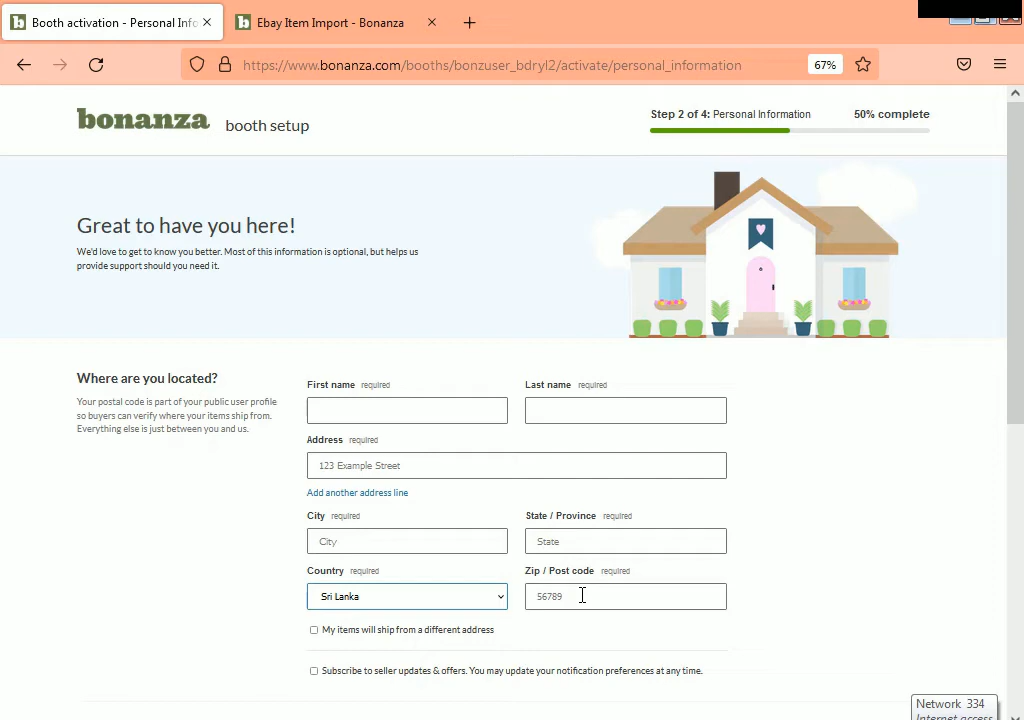 Booth activation - Personal Info
Ebay Item Import - Bonanza
https://www.bonanza.com/booths/bonzuser_bdryl2/activate/personal_information
67%
bonanza booth setup
Step 2 of 4: Personal Information 50% complete
Great to have you here!
We'd love to get to know you better. Most of this information is optional, but helps us
provide support should you need it.
Where are you located?
Your postal code is part of your public user profile
so buyers can verify where your items ship from.
Everything else is just between you and us.
First name required
Last name required
Address required
123 Example Street
Add another address line
City required
State / Province required
City
State
Country required
Zip / Post code required
Sri Lanka
56789
My items will ship from a different address
Subscribe to seller updates & offers. You may update your notification preferences at any time.
Network 334
Internet access